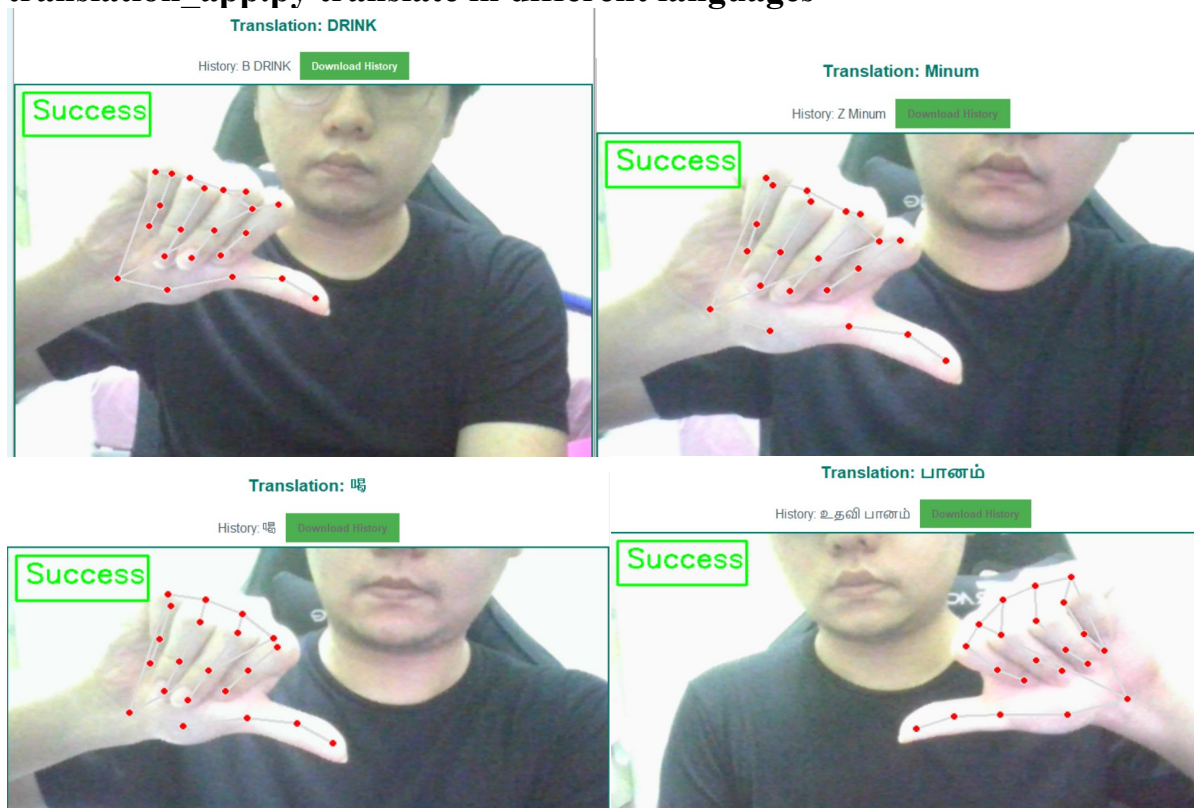 translation_app.py translate in different languages
Translation: DRINK
History: B DRINK Download History
Success
Translation: Minum
History: Z Minum Download History
Success
Translation: 喝
History: 喝 Download History
Success
Translation: பானம்
History: உதவி பானம் Download History
Success